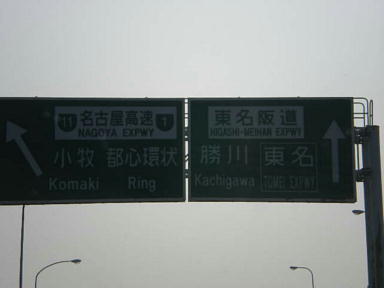 11 名古屋高速 1
NAGOYA EXPWY
小牧 都心環状
Komaki Ring
東名阪道
HIGASHI-MEIHAN EXPWY
勝川 東名
Kachigawa TOMEI EXPWY